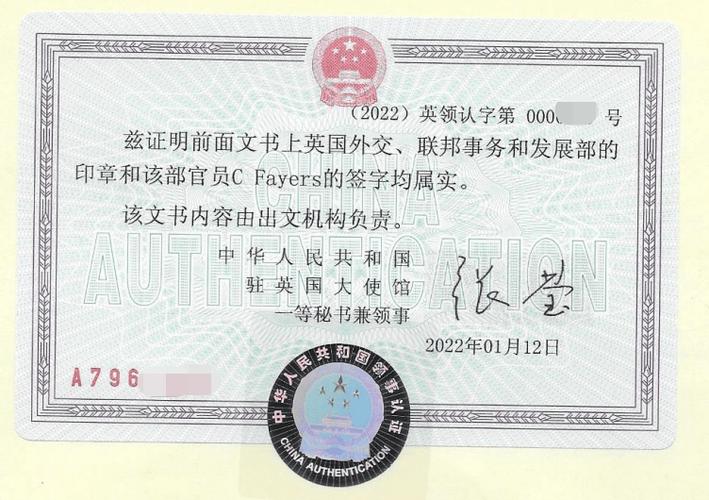 (2022)英领认字第 000 号
兹证明前面文书上英国外交、联邦事务和发展部的
印章和该部官员C Fayers的签字均属实。
该文书内容由出文机构负责。
CHINA
AUTHENTICATION
中华人民共和国
驻英国大使馆
一等秘书兼领事
张莹
2022年01月12日
A796
中华人民共和国领事认证
CHINA AUTHENTICATION